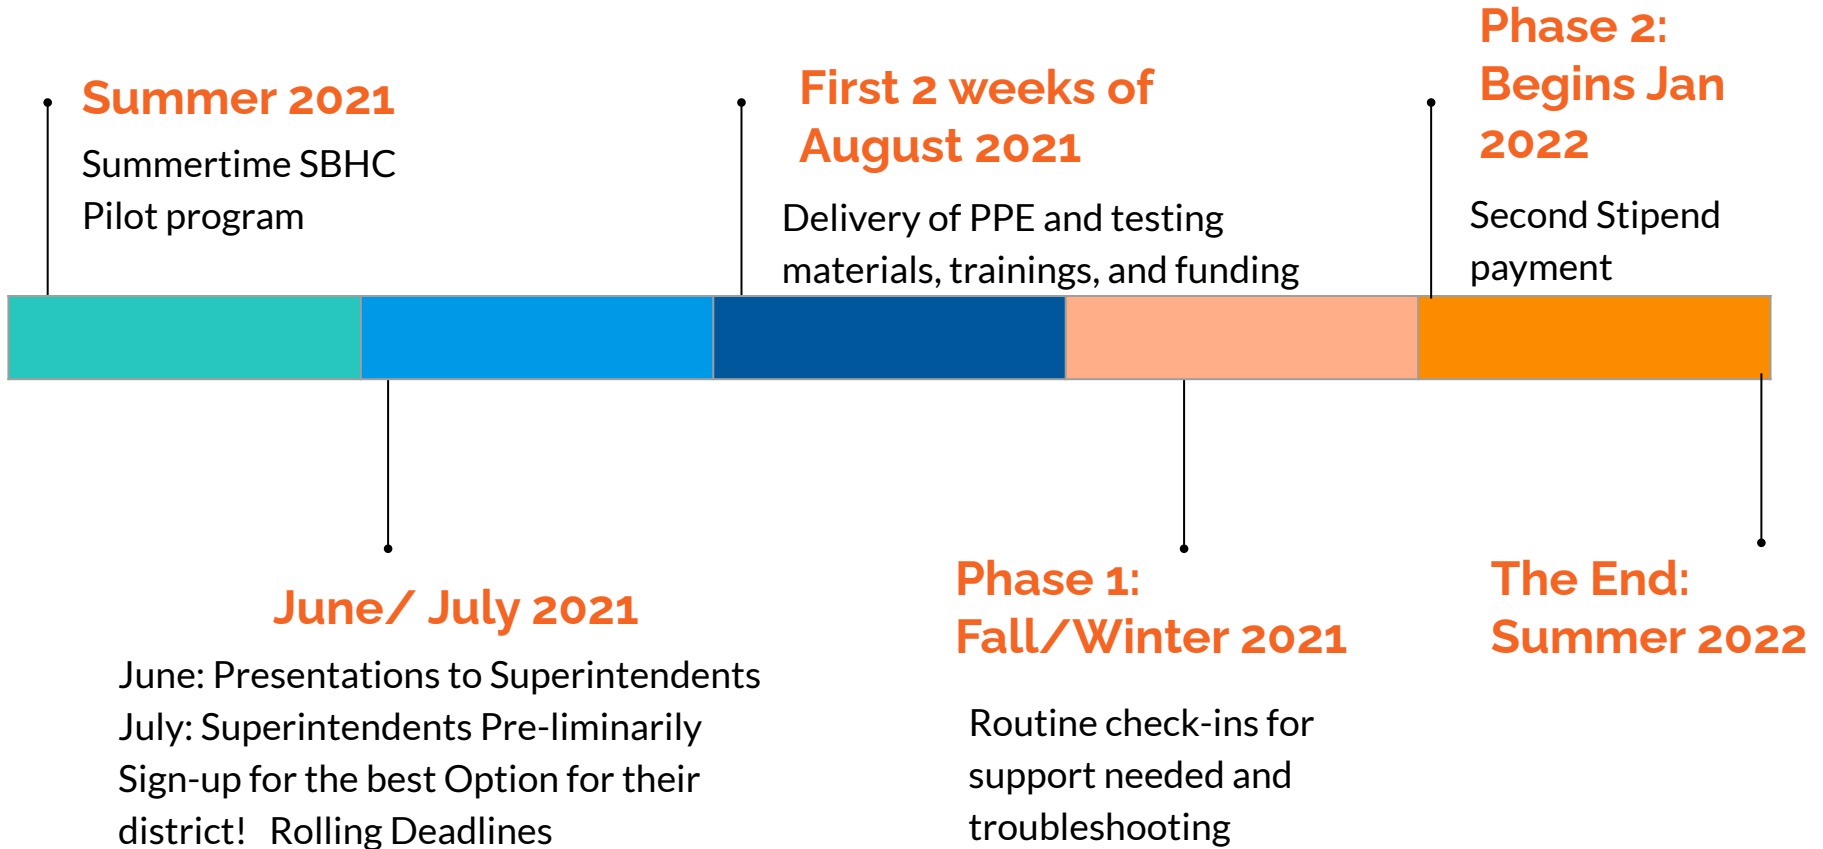 Summer 2021
Summertime SBHC
Pilot program
June/ July 2021
June: Presentations to Superintendents
July: Superintendents Pre-liminarily
Sign-up for the best Option for their
district!   Rolling Deadlines
First 2 weeks of
August 2021
Delivery of PPE and testing
materials, trainings, and funding
Phase 1:
Fall/Winter 2021
Routine check-ins for
support needed and
troubleshooting
Phase 2:
Begins Jan
2022
Second Stipend
payment
The End:
Summer 2022